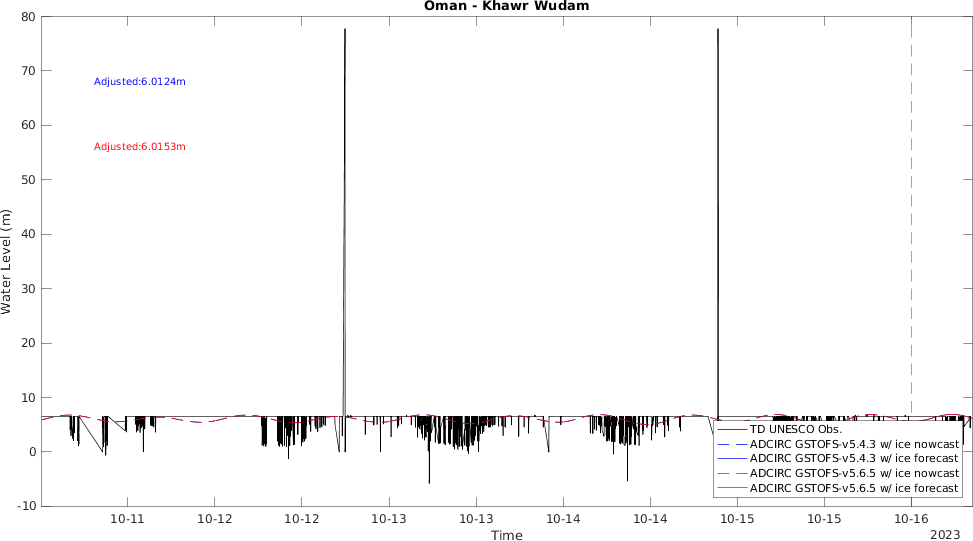 Oman - Khawr Wudam
80
70
60
50
40
30
20
10
0
-10
Water Level (m)
Adjusted:6.0124m
Adjusted:6.0153m
TD UNESCO Obs.
ADCIRC GSTOFS-v5.4.3 w/ ice nowcast
ADCIRC GSTOFS-v5.4.3 w/ ice forecast
ADCIRC GSTOFS-v5.6.5 w/ ice nowcast
ADCIRC GSTOFS-v5.6.5 w/ ice forecast
10-11 10-12 10-12 10-13 10-13 10-14 10-14 10-15 10-15 10-16
Time
2023